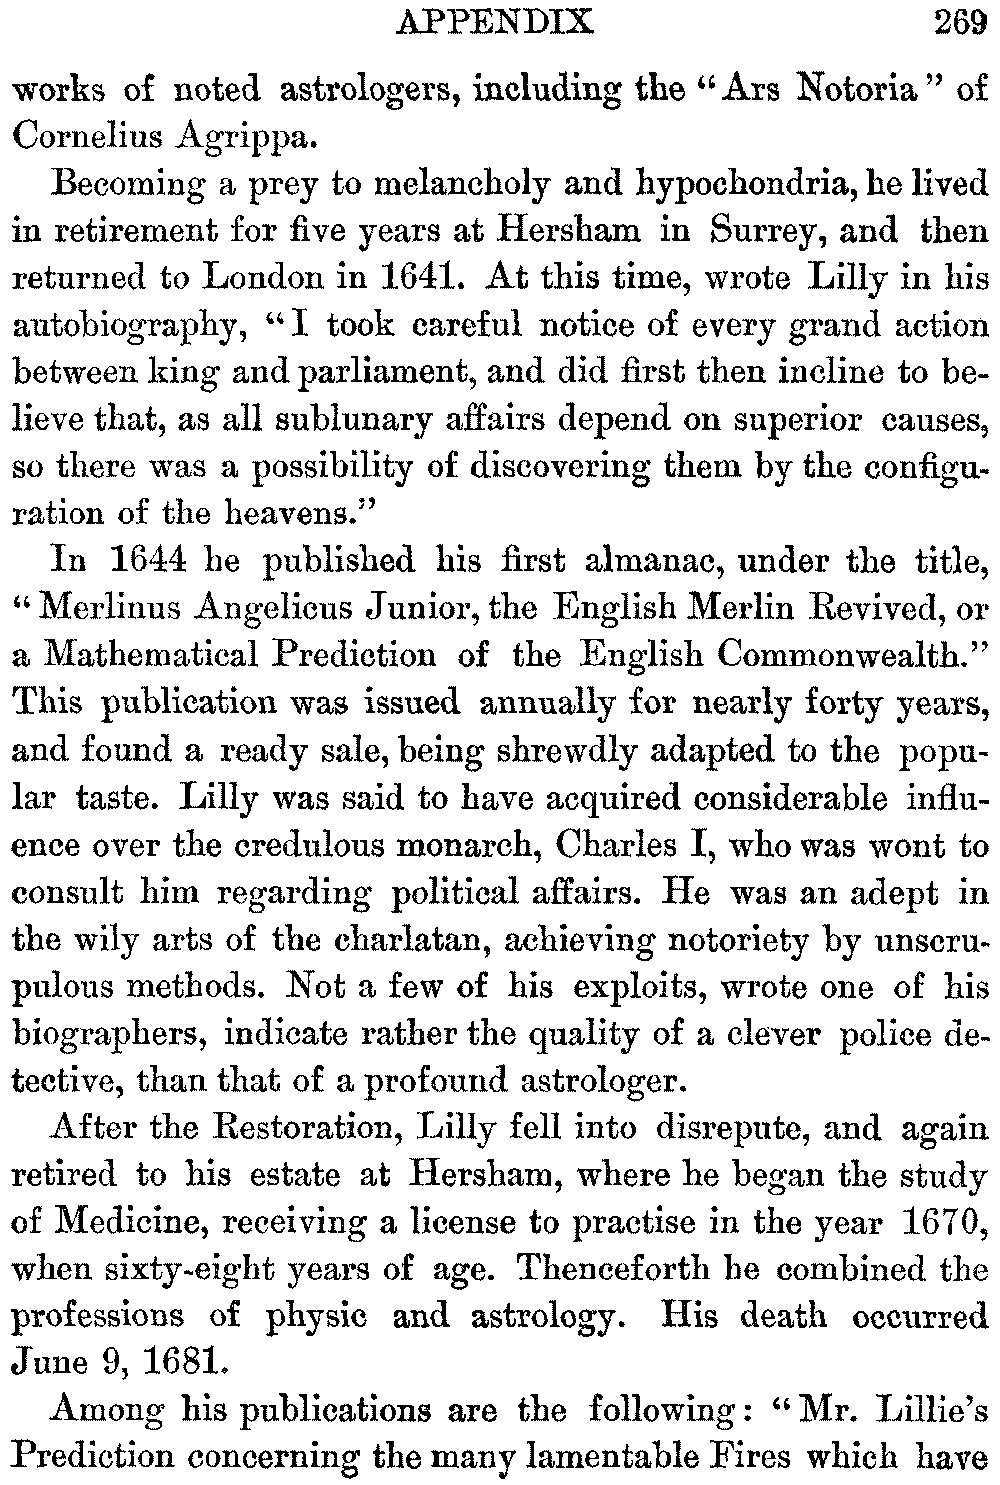 APPENDIX 269
works of noted astrologers, including the “Ars Notoria” of
Cornelius Agrippa.
Becoming a prey to melancholy and hypochondria, he lived
in retirement for five years at Hersham in Surrey, and then
returned to London in 1641. At this time, wrote Lilly in his
autobiography, “I took careful notice of every grand action
between king and parliament, and did first then incline to be-
lieve that, as all sublunary affairs depend on superior causes,
so there was a possibility of discovering them by the configu-
ration of the heavens.”
In 1644 he published his first almanac, under the title,
“Merlinus Angelicus Junior, the English Merlin Revived, or
a Mathematical Prediction of the English Commonwealth.”
This publication was issued annually for nearly forty years,
and found a ready sale, being shrewdly adapted to the popu-
lar taste. Lilly was said to have acquired considerable influ-
ence over the credulous monarch, Charles I, who was wont to
consult him regarding political affairs. He was an adept in
the wily arts of the charlatan, achieving notoriety by unscru-
pulous methods. Not a few of his exploits, wrote one of his
biographers, indicate rather the quality of a clever police de-
tective, than that of a profound astrologer.
After the Restoration, Lilly fell into disrepute, and again
retired to his estate at Hersham, where he began the study
of Medicine, receiving a license to practise in the year 1670,
when sixty-eight years of age. Thenceforth he combined the
professions of physic and astrology. His death occurred
June 9, 1681.
Among his publications are the following: “Mr. Lillie’s
Prediction concerning the many lamentable Fires which have